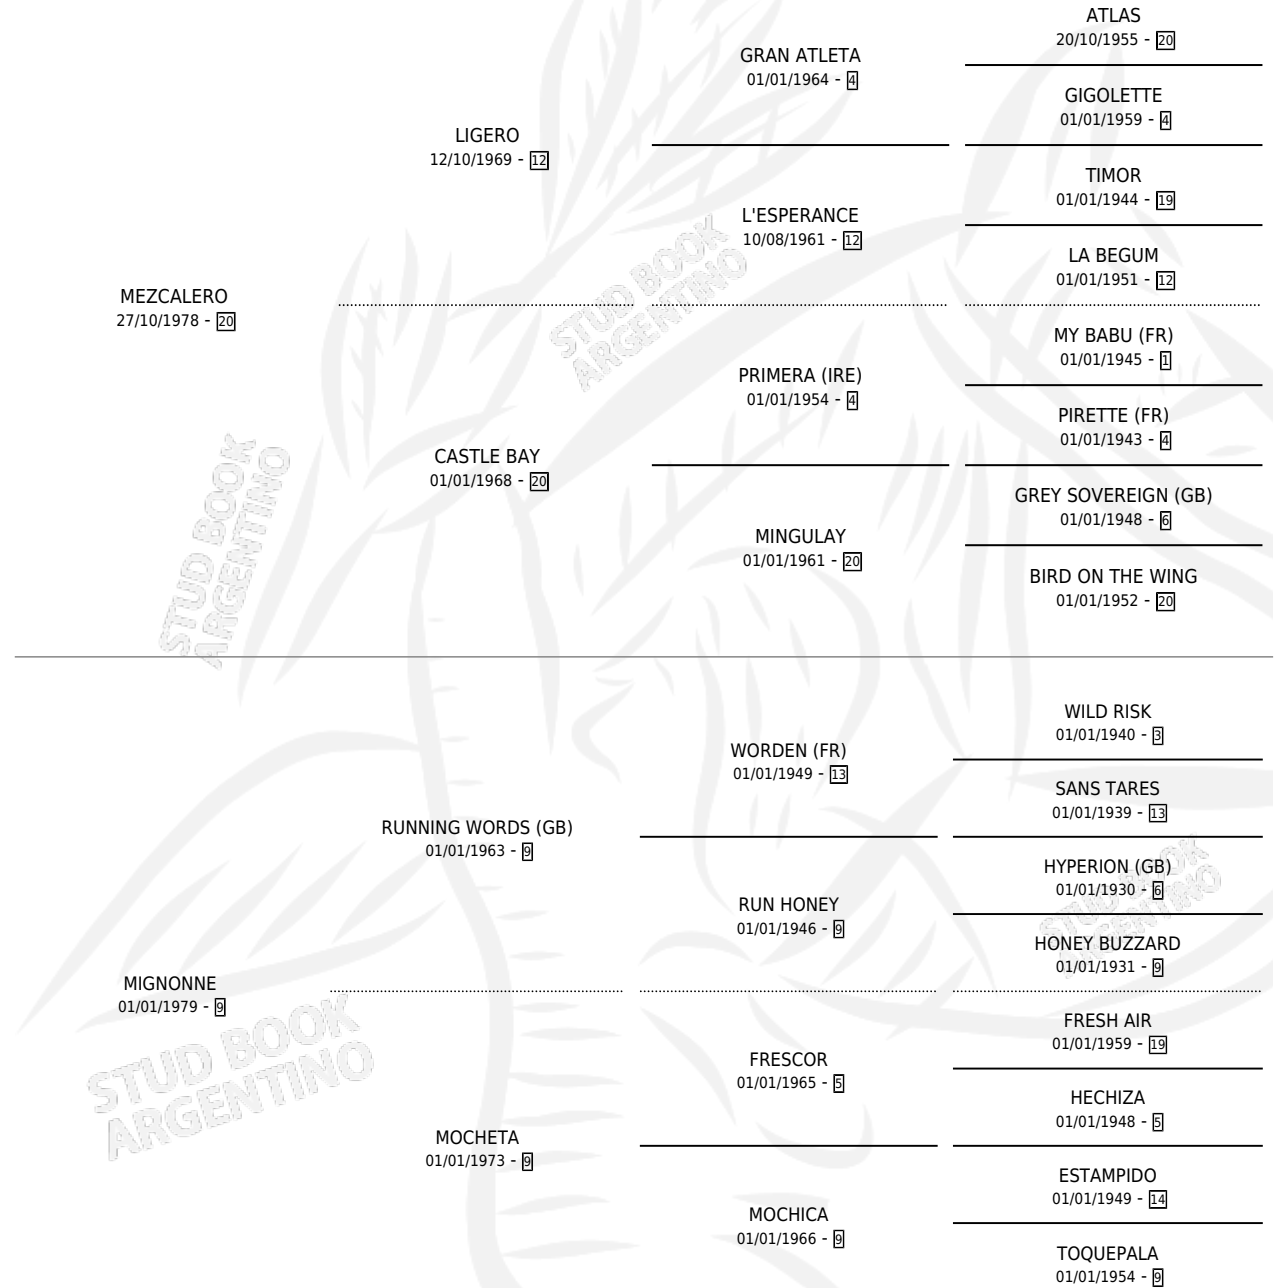 ATLAS
20/10/1955 - 20
GRAN ATLETA
01/01/1964 - 4
GIGOLETTE
01/01/1959 - 4
LIGERO
12/10/1969 - 12
TIMOR
01/01/1944 - 19
L'ESPERANCE
10/08/1961 - 12
LA BEGUM
01/01/1951 - 12
MEZCALERO
27/10/1978 - 20
MY BABU (FR)
01/01/1945 - 1
PRIMERA (IRE)
01/01/1954 - 4
PIRETTE (FR)
01/01/1943 - 4
CASTLE BAY
01/01/1968 - 20
GREY SOVEREIGN (GB)
01/01/1948 - 6
MINGULAY
01/01/1961 - 20
BIRD ON THE WING
01/01/1952 - 20
WILD RISK
01/01/1940 - 3
WORDEN (FR)
01/01/1949 - 13
SANS TARES
01/01/1939 - 13
RUNNING WORDS (GB)
01/01/1963 - 9
HYPERION (GB)
01/01/1930 - 6
RUN HONEY
01/01/1946 - 9
HONEY BUZZARD
01/01/1931 - 9
MIGNONNE
01/01/1979 - 9
FRESH AIR
01/01/1959 - 19
FRESCOR
01/01/1965 - 5
HECHIZA
01/01/1948 - 5
MOCHETA
01/01/1973 - 9
ESTAMPIDO
01/01/1949 - 14
MOCHICA
01/01/1966 - 9
TOQUEPALA
01/01/1954 - 9
STUD BOOK
ARGENTINO
STUD BOOK
ARGENTINO
STUD BOOK
ARGENTINO
STUD BOOK
ARGENTINO